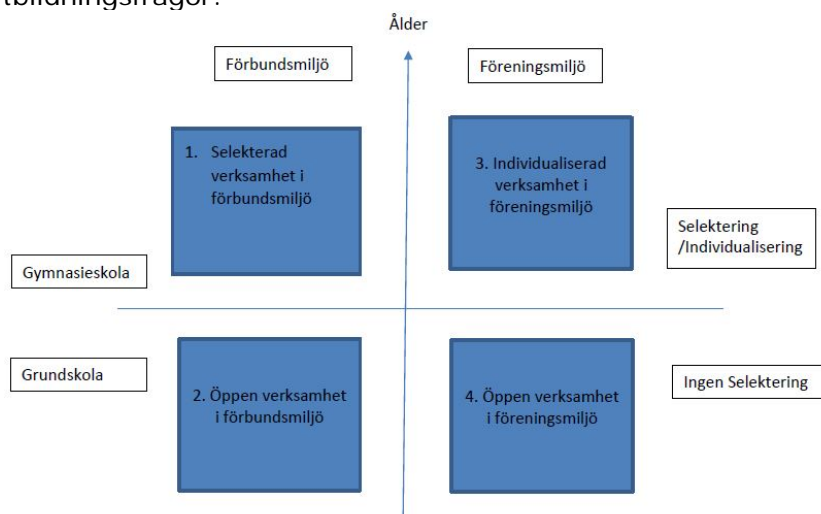 Ålder
Förbundsmiljö
Föreningsmiljö
1. Selekterad
verksamhet i
förbundsmiljö
3. Individualiserad
verksamhet i
föreningsmiljö
Selektering
/Individualisering
Gymnasieskola
Grundskola
2. Öppen verksamhet
i förbundsmiljö
4. Öppen verksamhet
i föreningsmiljö
Ingen Selektering